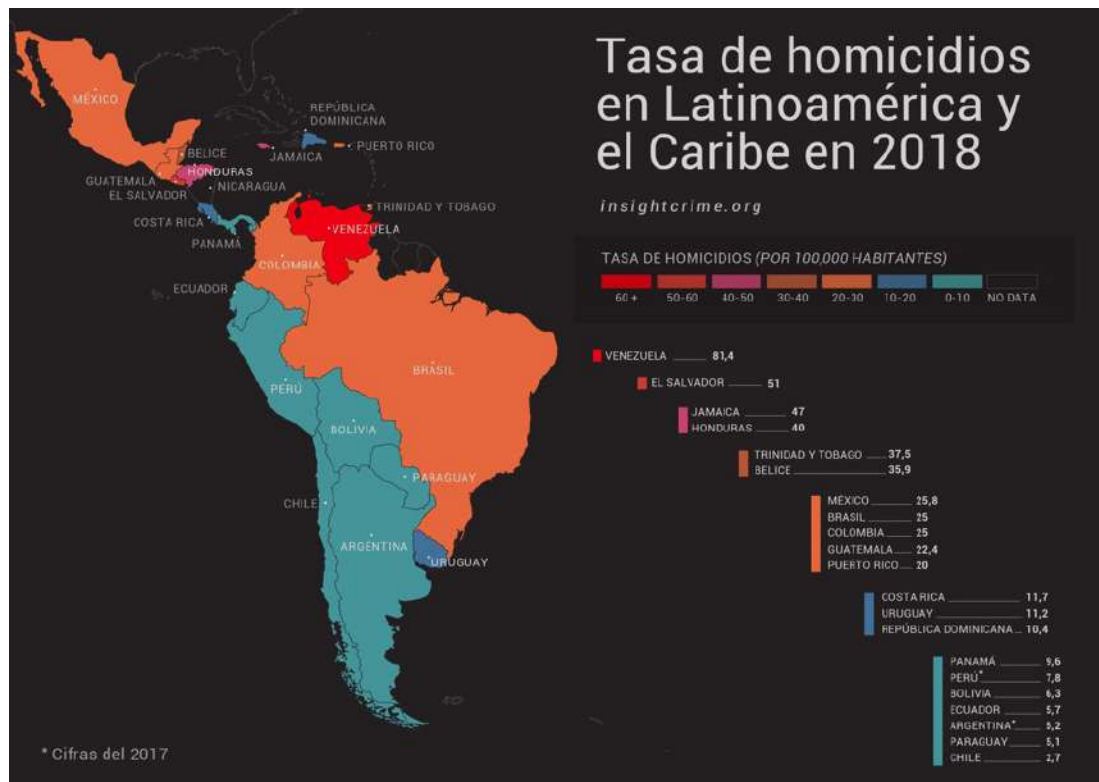 Tasa de homicidios
en Latinoamérica y
el Caribe en 2018
insightcrime.org
TASA DE HOMICIDIOS (POR 100,000 HABITANTES)
60 + 50-60 40-50 30-40 20-30 10-20 0-10 NO DATA
MÉXICO
REPÚBLICA
DOMINICANA
BELICE
JAMAICA
PUERTO RICO
HONDURAS
GUATEMALA
NICARAGUA
EL SALVADOR
TRINIDAD Y TOBAGO
COSTA RICA
VENEZUELA
PANAMÁ
COLOMBIA
ECUADOR
BRASIL
PERÚ
BOLIVIA
PARAGUAY
CHILE
ARGENTINA
URUGUAY
VENEZUELA 81,4
EL SALVADOR 51
JAMAICA 47
HONDURAS 40
TRINIDAD Y TOBAGO 37,5
BELICE 35,9
MÉXICO 25,8
BRASIL 25
COLOMBIA 25
GUATEMALA 22,4
PUERTO RICO 20
COSTA RICA 11,7
URUGUAY 11,2
REPÚBLICA DOMINICANA 10,4
PANAMÁ 9,6
PERÚ* 7,8
BOLIVIA 6,3
ECUADOR 5,7
ARGENTINA* 5,2
PARAGUAY 5,1
CHILE 2,7
* Cifras del 2017